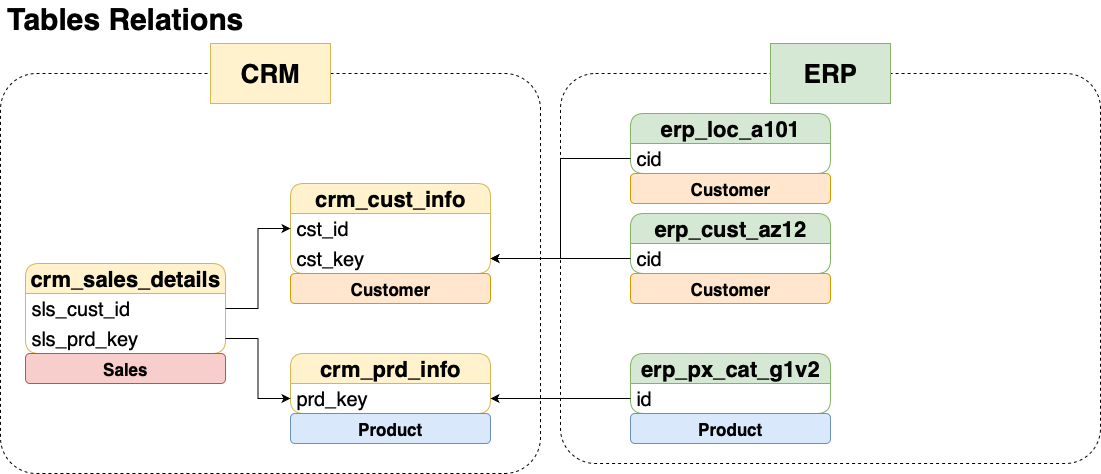 Tables Relations
CRM
ERP
crm_sales_details
sls_cust_id
sls_prd_key
Sales
crm_cust_info
cst_id
cst_key
Customer
crm_prd_info
prd_key
Product
erp_loc_a101
cid
Customer
erp_cust_az12
cid
Customer
erp_px_cat_g1v2
id
Product